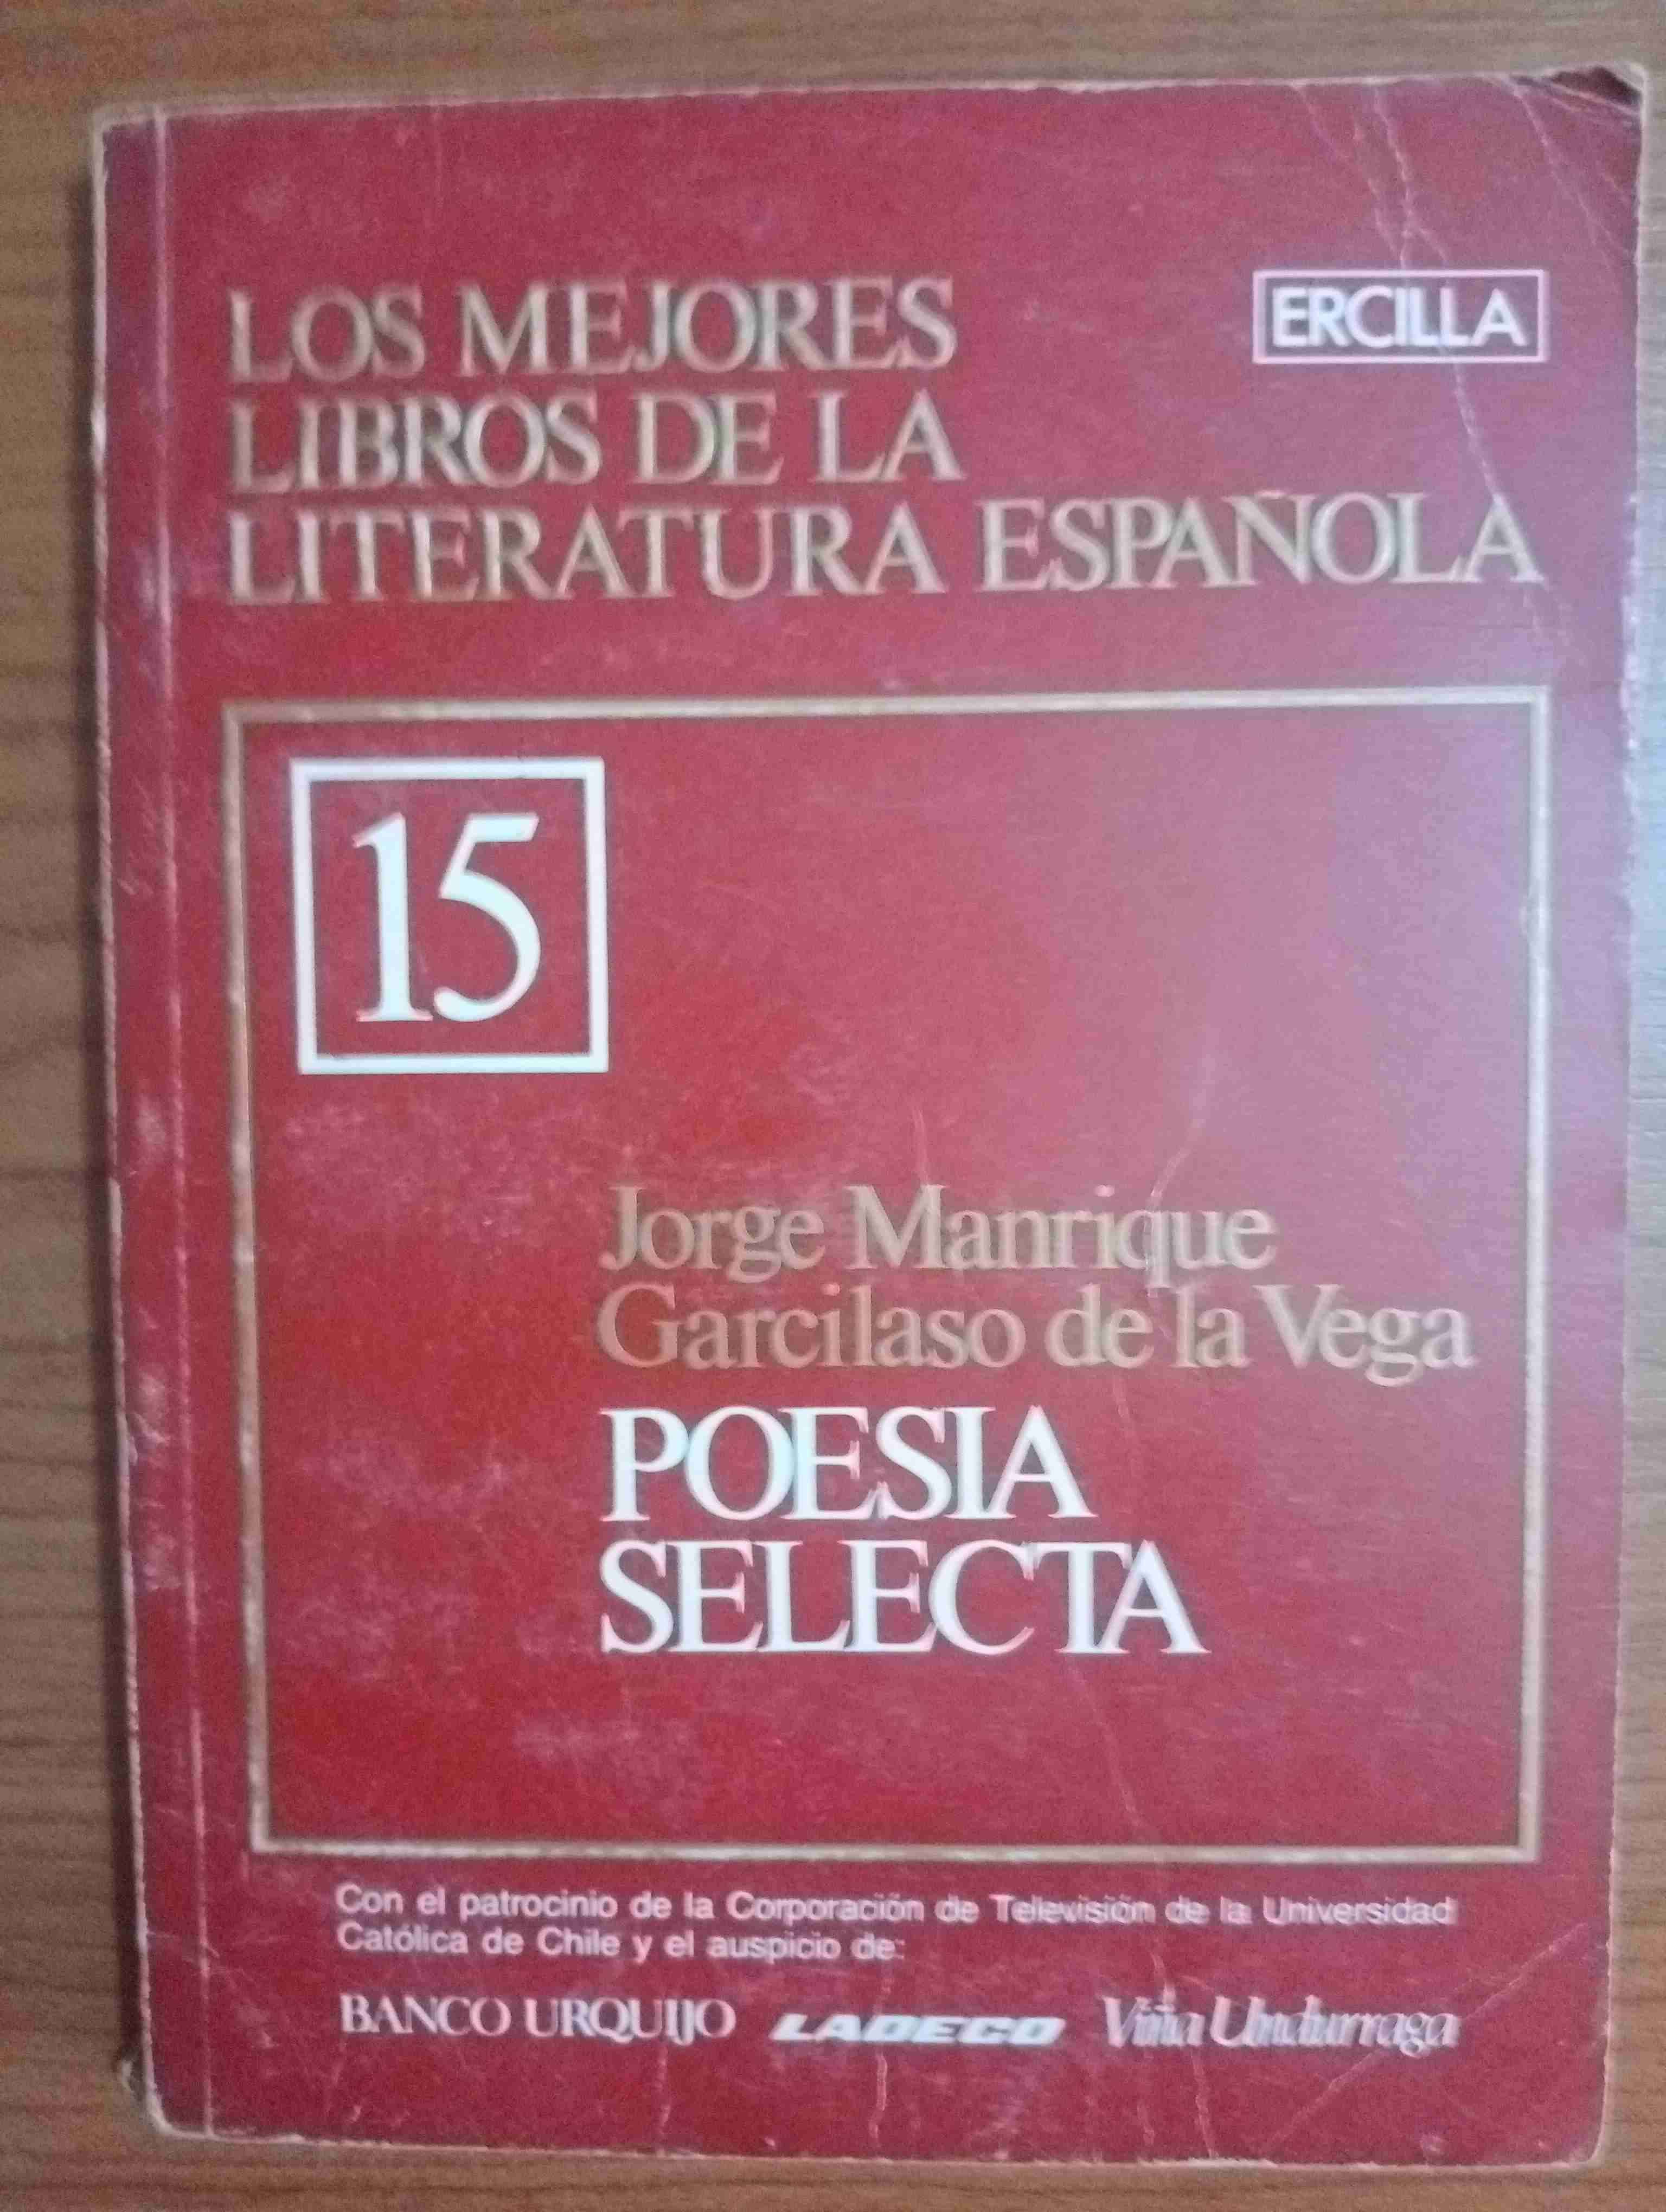 LOS MEJORES
LIBROS DE LA
LITERATURA ESPAÑOLA
ERCILLA
15
Jorge Manrique
Garcilaso de la Vega
POESIA
SELECTA
Con el patrocinio de la Corporación de Televisión de la Universidad
Católica de Chile y el auspicio de:
BANCO URQUIJO LADECO Viña Undurraga